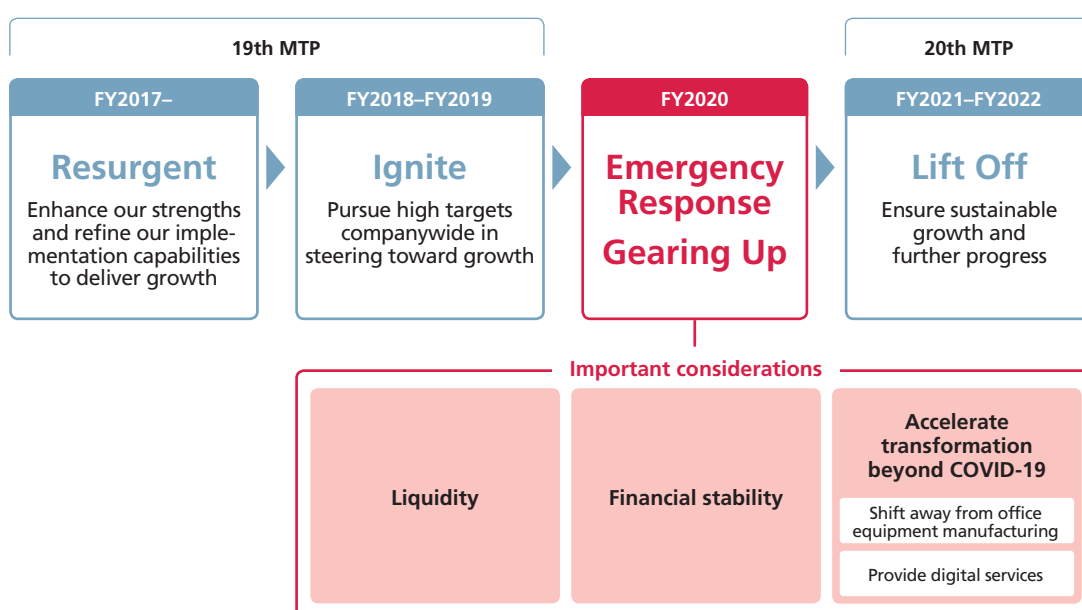 19th MTP
20th MTP
FY2017–
Resurgent
Enhance our strengths
and refine our imple-
mentation capabilities
to deliver growth
FY2018–FY2019
Ignite
Pursue high targets
companywide in
steering toward growth
FY2020
Emergency
Response
Gearing Up
FY2021–FY2022
Lift Off
Ensure sustainable
growth and
further progress
Important considerations
Liquidity
Financial stability
Accelerate
transformation
beyond COVID-19
Shift away from office
equipment manufacturing
Provide digital services